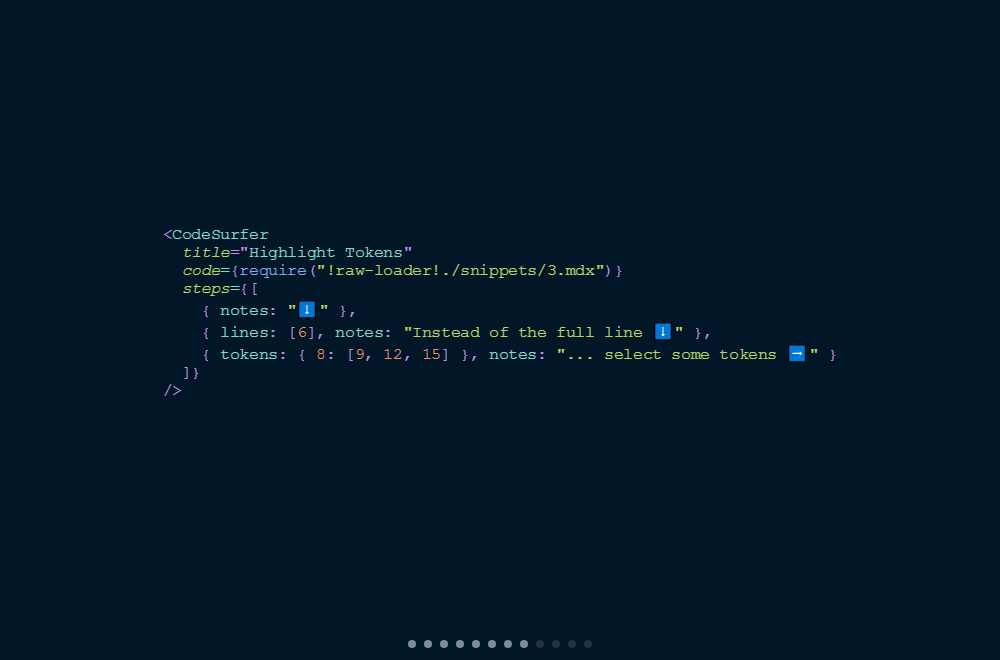 <CodeSurfer
  title="Highlight Tokens"
  code={require("!raw-loader!./snippets/3.mdx")}
  steps={[
    { notes: "⬇️" },
    { lines: [6], notes: "Instead of the full line ⬇️" },
    { tokens: { 8: [9, 12, 15] }, notes: "... select some tokens ➡️" }
  ]}
/>